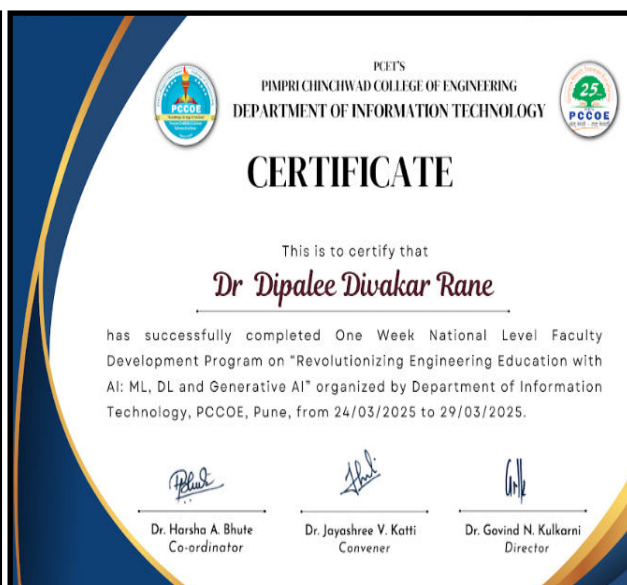 PCET'S
PIMPRI CHINCHWAD COLLEGE OF ENGINEERING
DEPARTMENT OF INFORMATION TECHNOLOGY
PCCOE
25
PCCOE
CERTIFICATE
This is to certify that
Dr Dipalee Divakar Rane
has successfully completed One Week National Level Faculty
Development Program on "Revolutionizing Engineering Education with
AI: ML, DL and Generative AI" organized by Department of Information
Technology, PCCOE, Pune, from 24/03/2025 to 29/03/2025.
Dr. Harsha A. Bhute
Co-ordinator
Dr. Jayashree V. Katti
Convener
Dr. Govind N. Kulkarni
Director